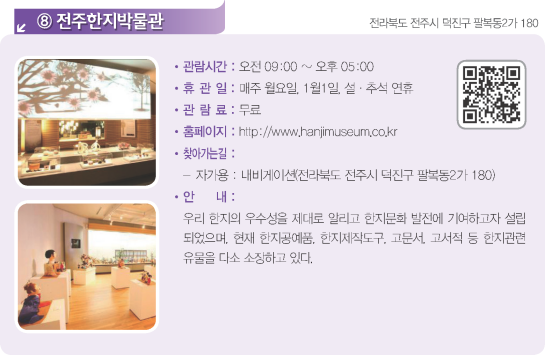 ⑧ 전주한지박물관
전라북도 전주시 덕진구 팔복동2가 180
• 관람시간 : 오전 09:00 ~ 오후 05:00
• 휴 관 일 : 매주 월요일, 1월1일, 설·추석 연휴
• 관 람 료 : 무료
• 홈페이지 : http://www.hanjimuseum.co.kr
• 찾아가는길 :
– 자가용 : 내비게이션(전라북도 전주시 덕진구 팔복동2가 180)
• 안 내 :
우리 한지의 우수성을 제대로 알리고 한지문화 발전에 기여하고자 설립
되었으며, 현재 한지공예품, 한지제작도구, 고문서, 고서적 등 한지관련
유물을 다소 소장하고 있다.